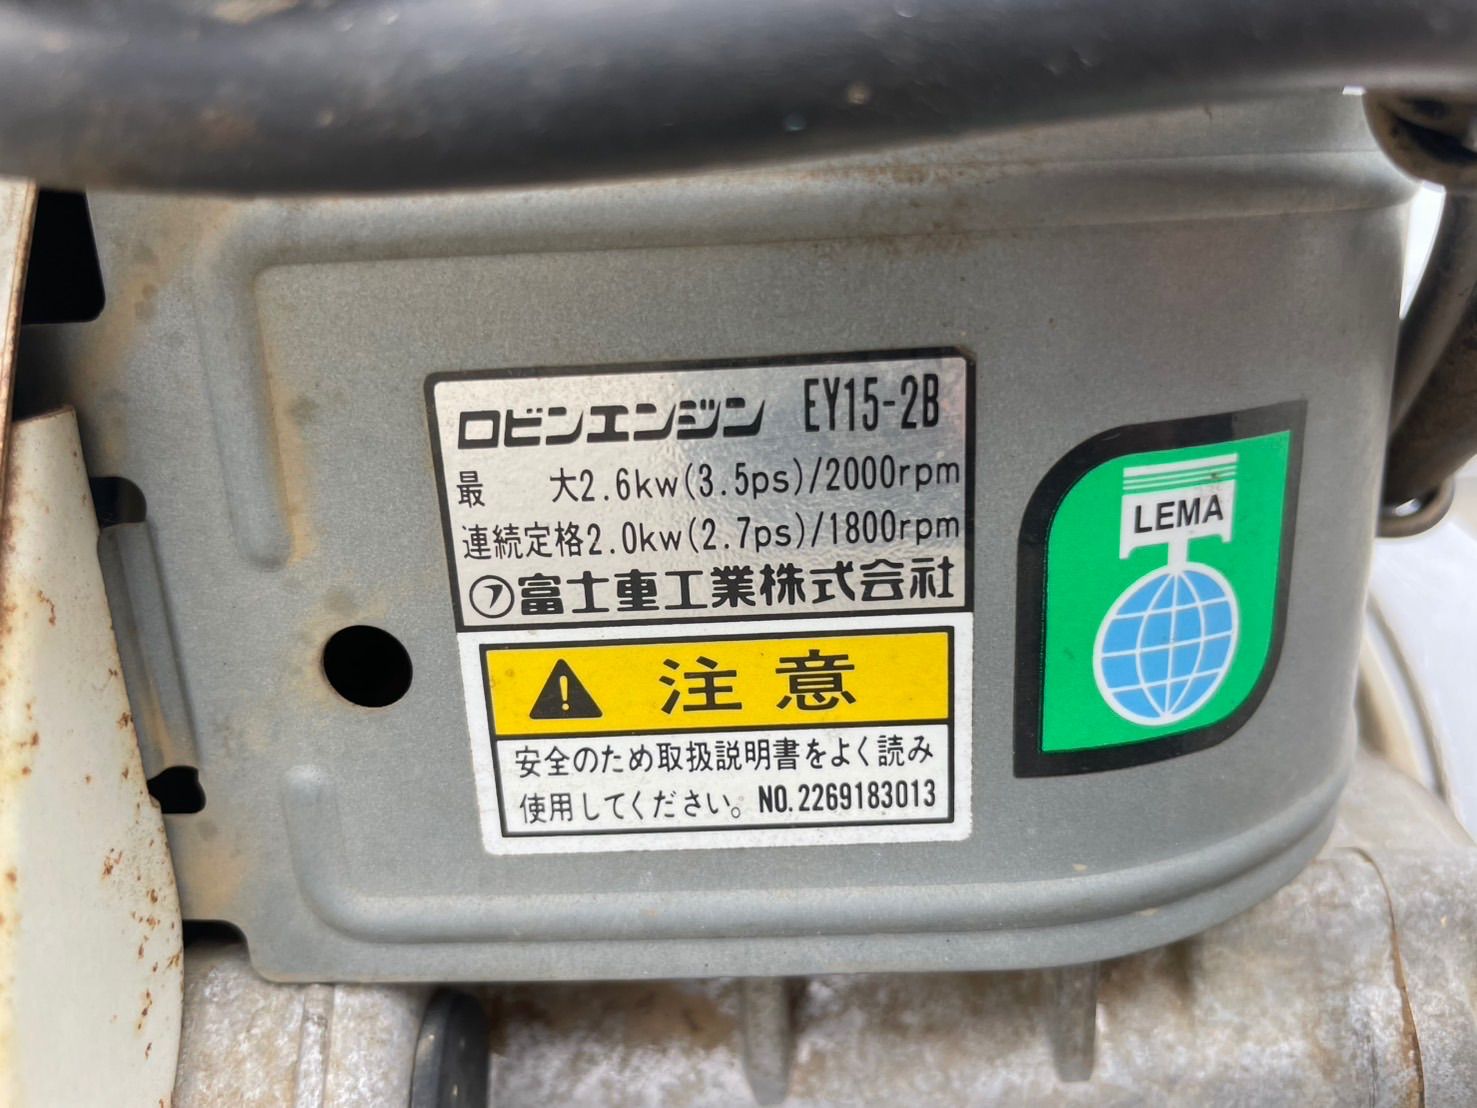 ロビンエンジン EY15-2B
最 大2.6kw(3.5ps)/2000rpm
連続定格2.0kw(2.7ps)/1800rpm
富士重工業株式会社
注意
安全のため取扱説明書をよく読み
使用してください。 NO.2269183013
LEMA